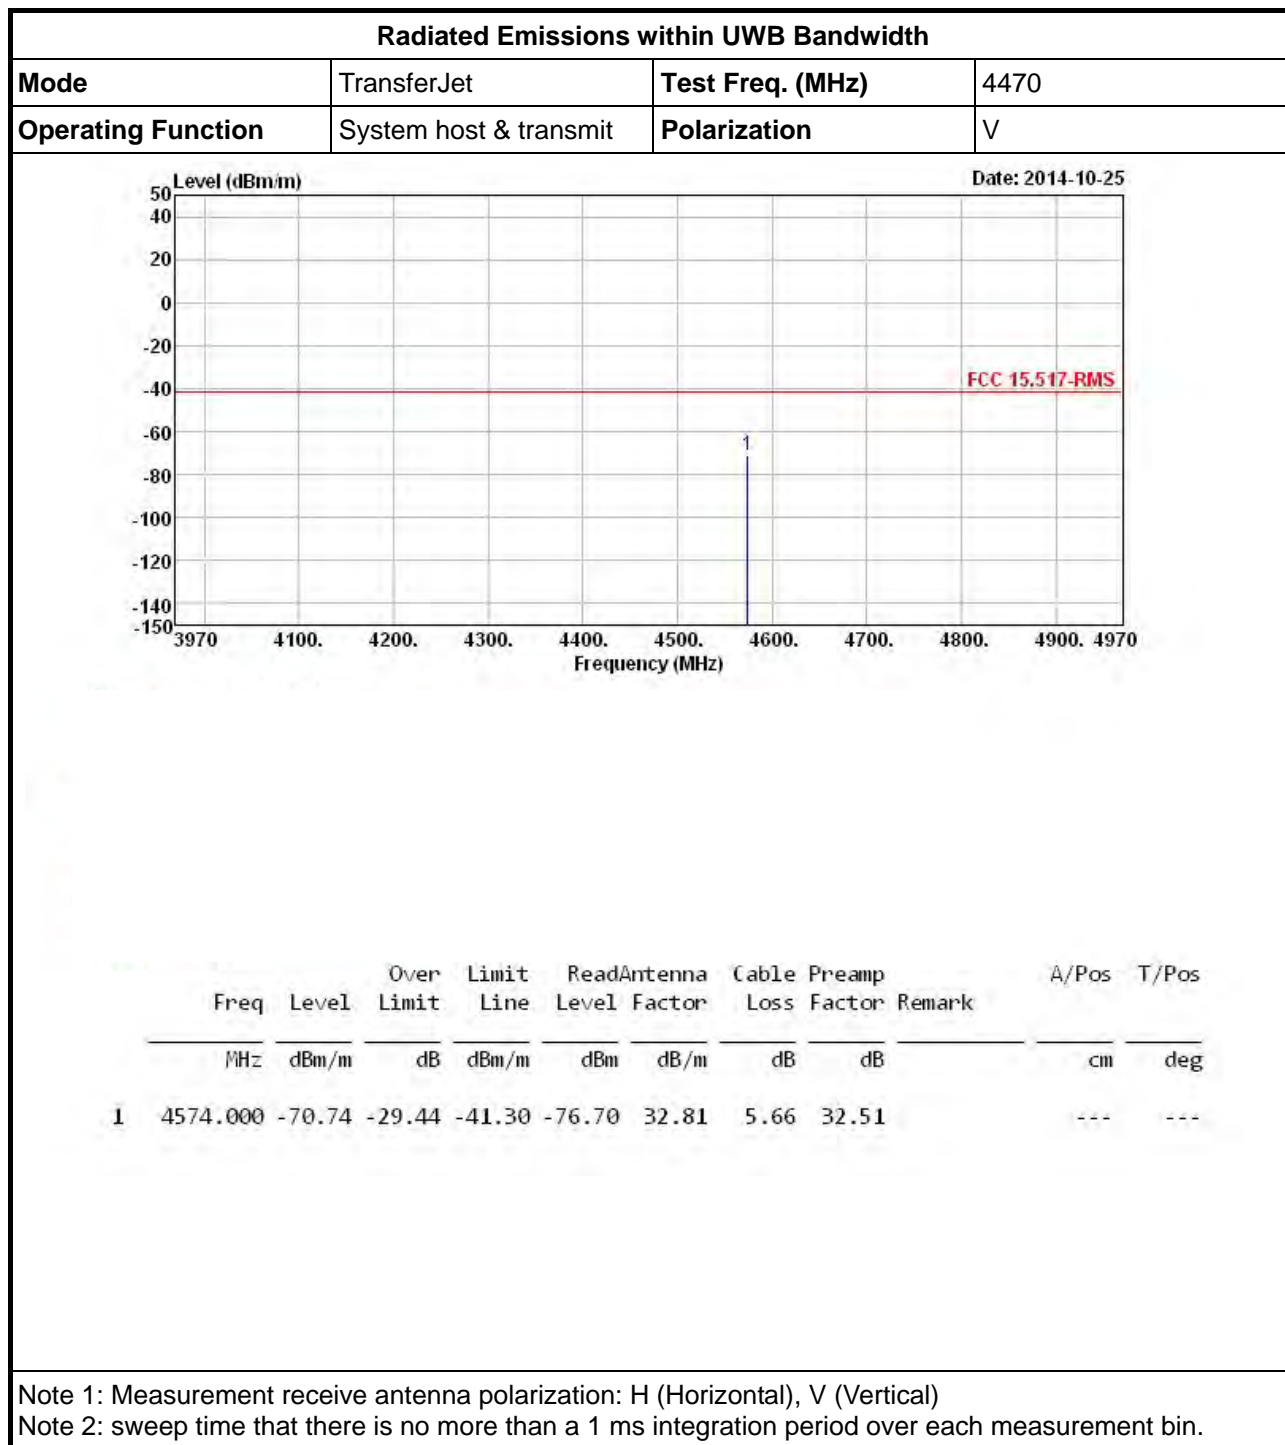 Radiated Emissions within UWB Bandwidth
Mode TransferJet Test Freq. (MHz) 4470
Operating Function System host & transmit Polarization V
Level (dBm/m) Date: 2014-10-25
50
40
20
0
-20
-40
-60
-80
-100
-120
-140
-150
FCC 15.517-RMS
1
3970 4100. 4200. 4300. 4400. 4500. 4600. 4700. 4800. 4900. 4970
Frequency (MHz)
Over Limit ReadAntenna Cable Preamp A/Pos T/Pos
Freq Level Limit Line Level Factor Loss Factor Remark
MHz dBm/m dB dBm/m dBm dB/m dB dB cm deg
1 4574.000 -70.74 -29.44 -41.30 -76.70 32.81 5.66 32.51 --- ---
Note 1: Measurement receive antenna polarization: H (Horizontal), V (Vertical)
Note 2: sweep time that there is no more than a 1 ms integration period over each measurement bin.